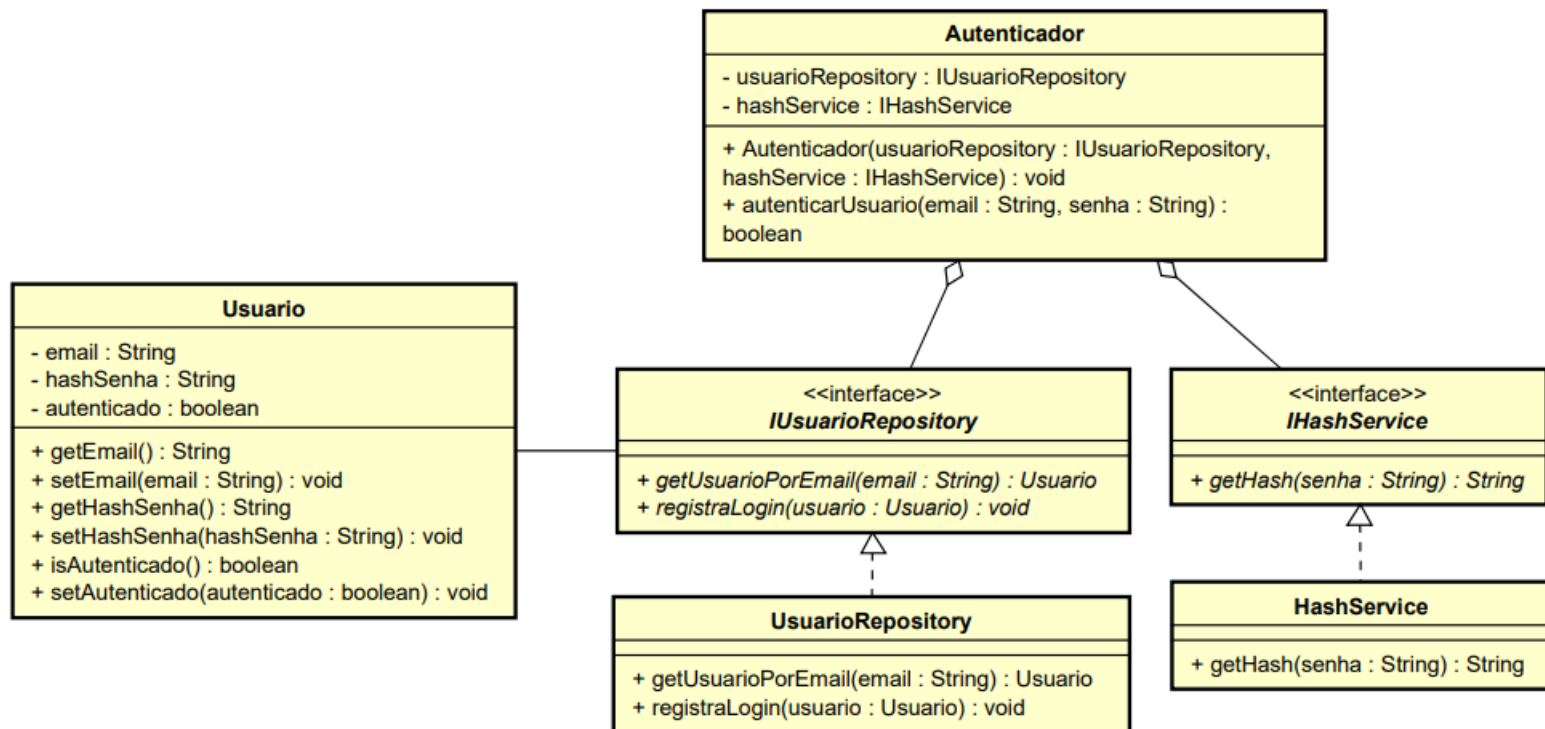 Autenticador
- usuarioRepository : IUsuarioRepository
- hashService : IHashService
+ Autenticador(usuarioRepository : IUsuarioRepository,
hashService : IHashService) : void
+ autenticarUsuario(email : String, senha : String) :
boolean
Usuario
- email : String
- hashSenha : String
- autenticado : boolean
+ getEmail() : String
+ setEmail(email : String) : void
+ getHashSenha() : String
+ setHashSenha(hashSenha : String) : void
+ isAutenticado() : boolean
+ setAutenticado(autenticado : boolean) : void
<<interface>>
IUsuarioRepository
+ getUsuarioPorEmail(email : String) : Usuario
+ registraLogin(usuario : Usuario) : void
<<interface>>
IHashService
+ getHash(senha : String) : String
UsuarioRepository
+ getUsuarioPorEmail(email : String) : Usuario
+ registraLogin(usuario : Usuario) : void
HashService
+ getHash(senha : String) : String